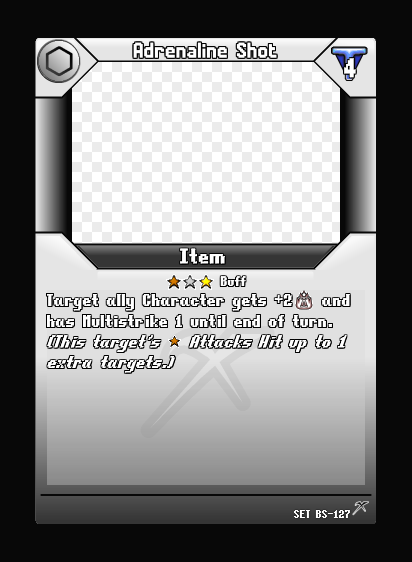 Adrenaline Shot
4
Item
Buff
Target ally Character gets +2 and
has Multistrike 1 until end of turn.
(This target's Attacks Hit up to 1
extra targets.)
SET BS-127